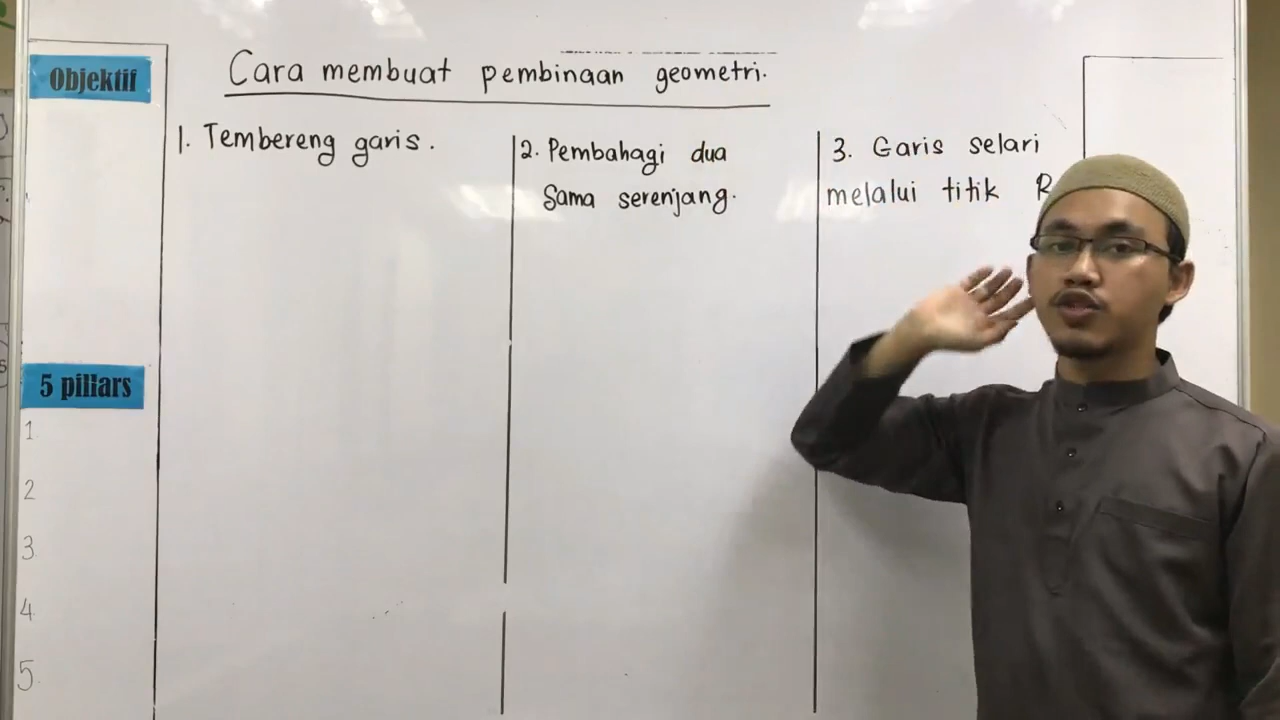 Objektif
Cara membuat pembinaan geometri.
1. Tembereng garis.
2. Pembahagi dua
Sama serenjang.
3. Garis selari
melalui titik R
5 pillars
1
2
3
4
5